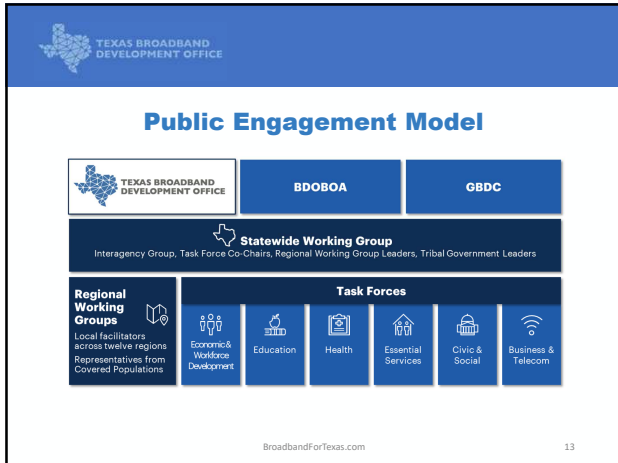 TEXAS BROADBAND
DEVELOPMENT OFFICE
Public Engagement Model
TEXAS BROADBAND
DEVELOPMENT OFFICE
BDOBOA
GBDC
Statewide Working Group
Interagency Group, Task Force Co-Chairs, Regional Working Group Leaders, Tribal Government Leaders
Regional
Working
Groups
Local facilitators
across twelve regions
Representatives from
Covered Populations
Task Forces
Economic &
Workforce
Development
Education
Health
Essential
Services
Civic &
Social
Business &
Telecom
BroadbandForTexas.com
13